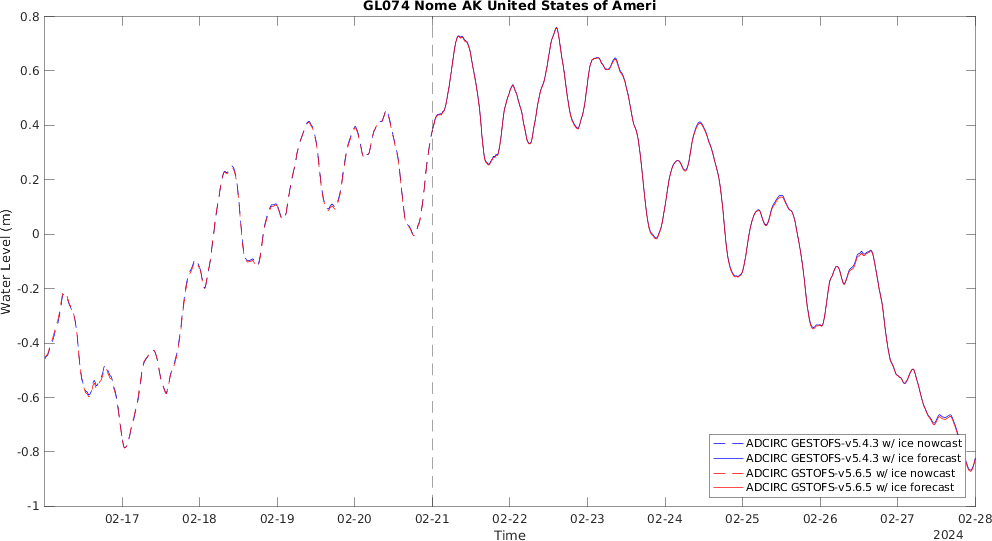 GL074 Nome AK United States of Ameri
Water Level (m)
0.8
0.6
0.4
0.2
0
-0.2
-0.4
-0.6
-0.8
-1
ADCIRC GESTOFS-v5.4.3 w/ ice nowcast
ADCIRC GESTOFS-v5.4.3 w/ ice forecast
ADCIRC GSTOFS-v5.6.5 w/ ice nowcast
ADCIRC GSTOFS-v5.6.5 w/ ice forecast
02-17 02-18 02-19 02-20 02-21 02-22 02-23 02-24 02-25 02-26 02-27 02-28
Time
2024